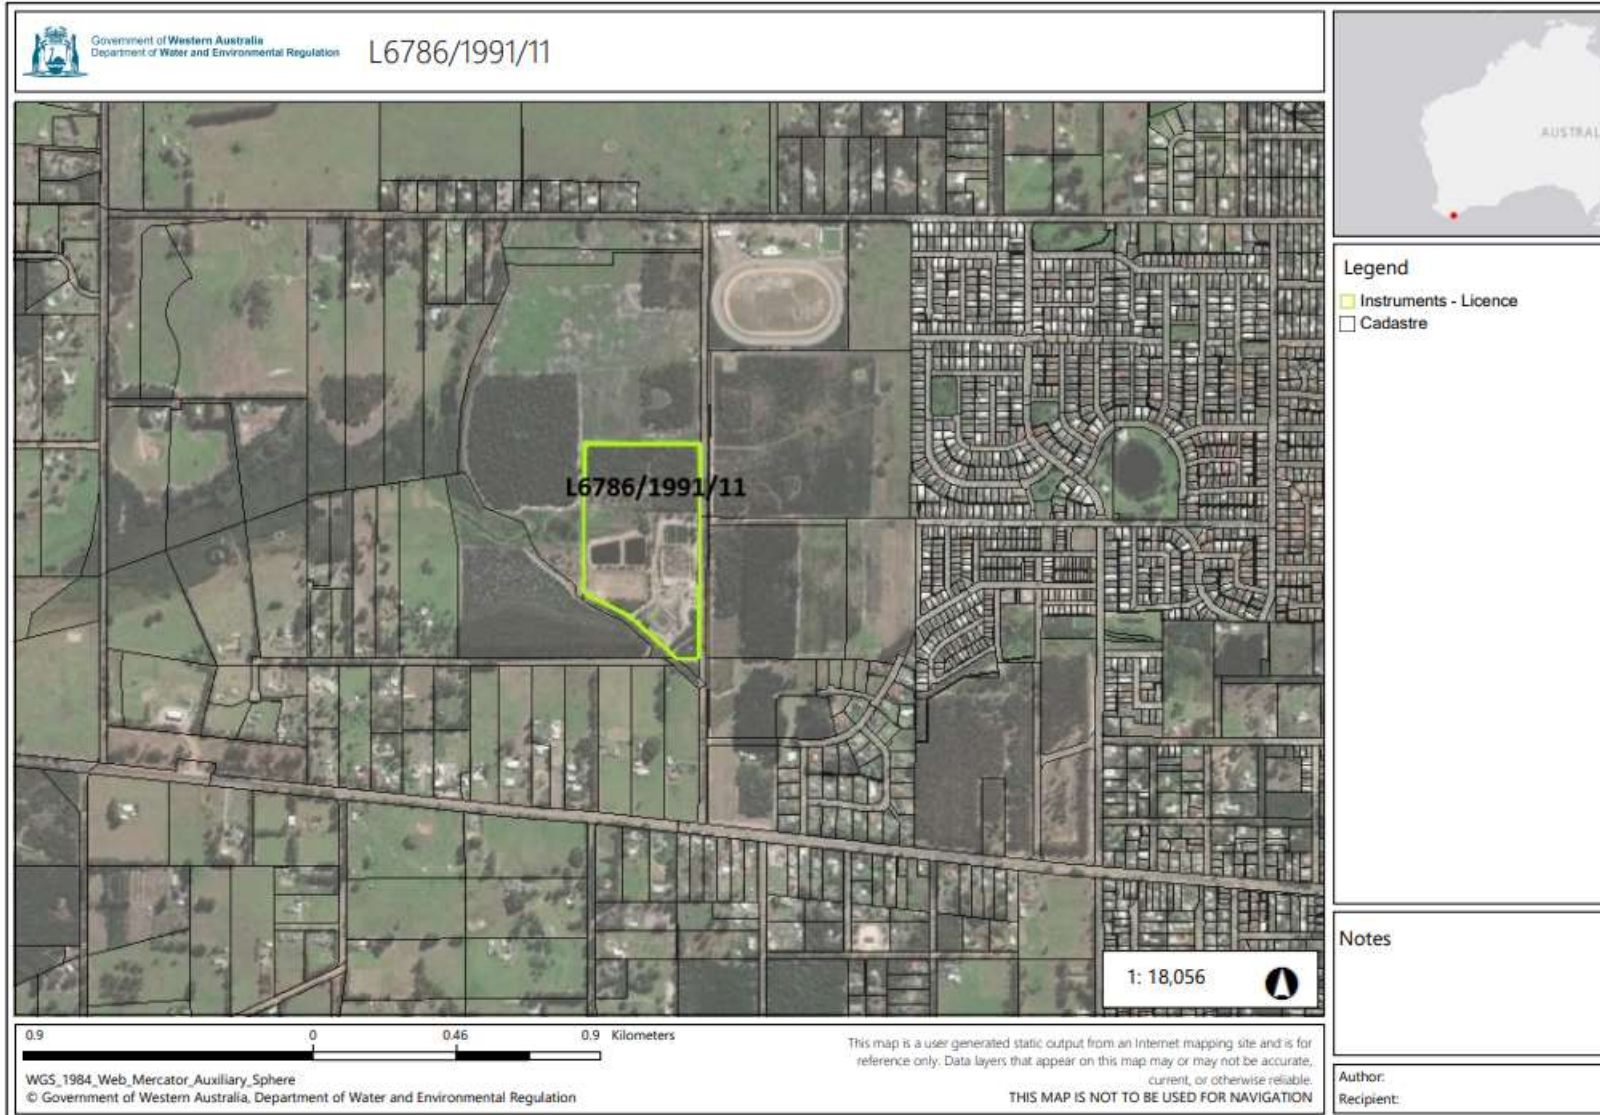 Government of Western Australia
Department of Water and Environmental Regulation
L6786/1991/11
AUSTRAL
L6786/1991/11
Legend
Instruments - Licence
Cadastre
Notes
1: 18,056
0.9 0 0.46 0.9 Kilometers
WGS_1984_Web_Mercator_Auxiliary_Sphere
© Government of Western Australia, Department of Water and Environmental Regulation
This map is a user generated static output from an Internet mapping site and is for
reference only. Data layers that appear on this map may or may not be accurate,
current, or otherwise reliable.
THIS MAP IS NOT TO BE USED FOR NAVIGATION
Author:
Recipient: